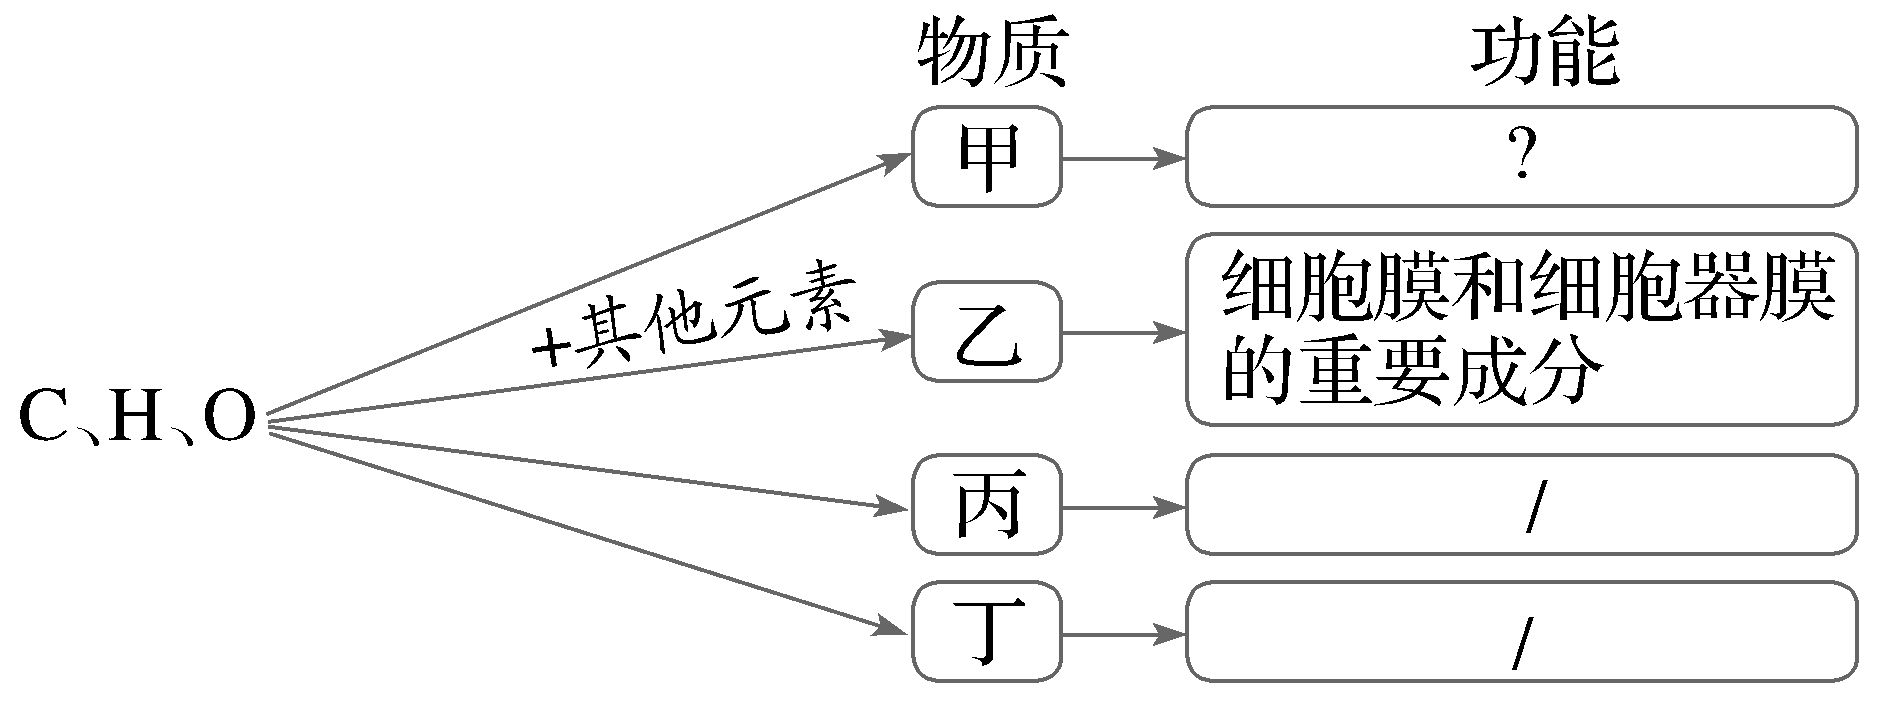 物质 功能
甲 ?
+其他元素
乙 细胞膜和细胞器膜
的重要成分
C、H、O
丙 /
丁 /